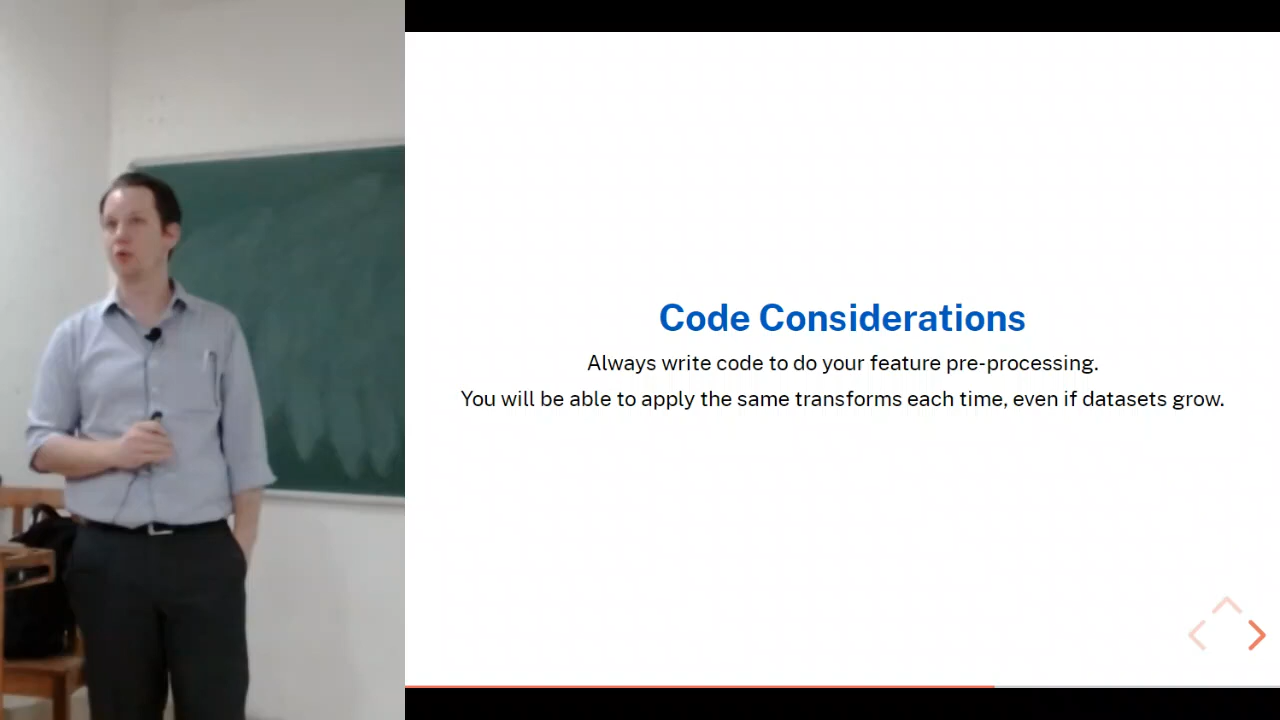 Code Considerations
Always write code to do your feature pre-processing.
You will be able to apply the same transforms each time, even if datasets grow.